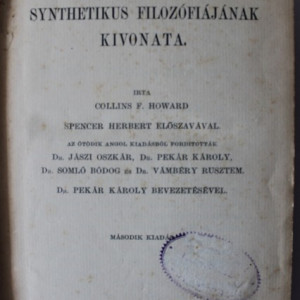 SYNTHETIKUS FILOZÓFIÁJÁNAK
KIVONATA.
IRTA
COLLINS F. HOWARD
SPENCER HERBERT ELŐSZAVÁVAL.
AZ ÖTÖDIK ANGOL KIADÁSBÓL FORDITOTTÁK
DR. JÁSZI OSZKÁR, DR. PEKÁR KÁROLY,
DR. SOMLÓ BÓDOG ÉS DR. VÁMBÉRY RUSZTEM.
DR. PEKÁR KÁROLY BEVEZETÉSÉVEL.
MÁSODIK KIADÁS